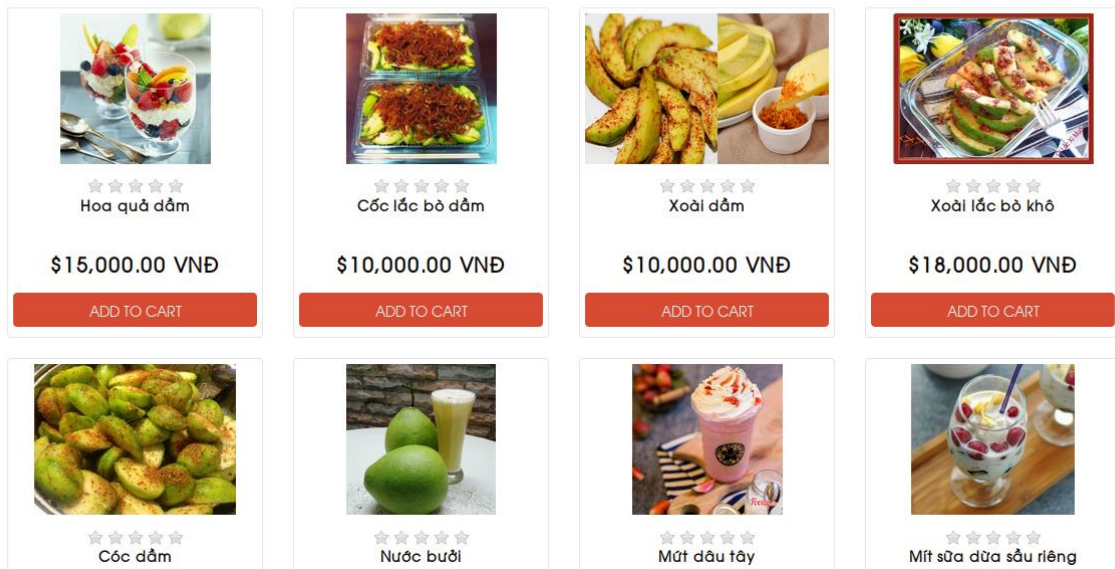 Hoa quả dầm
Cốc lắc bò dầm
Xoài dầm
Xoài lắc bò khô
$15,000.00 VNĐ
$10,000.00 VNĐ
$10,000.00 VNĐ
$18,000.00 VNĐ
ADD TO CART
ADD TO CART
ADD TO CART
ADD TO CART
Foody
Cóc dầm
Nước bưởi
Mứt dâu tây
Mít sữa dừa sầu riêng